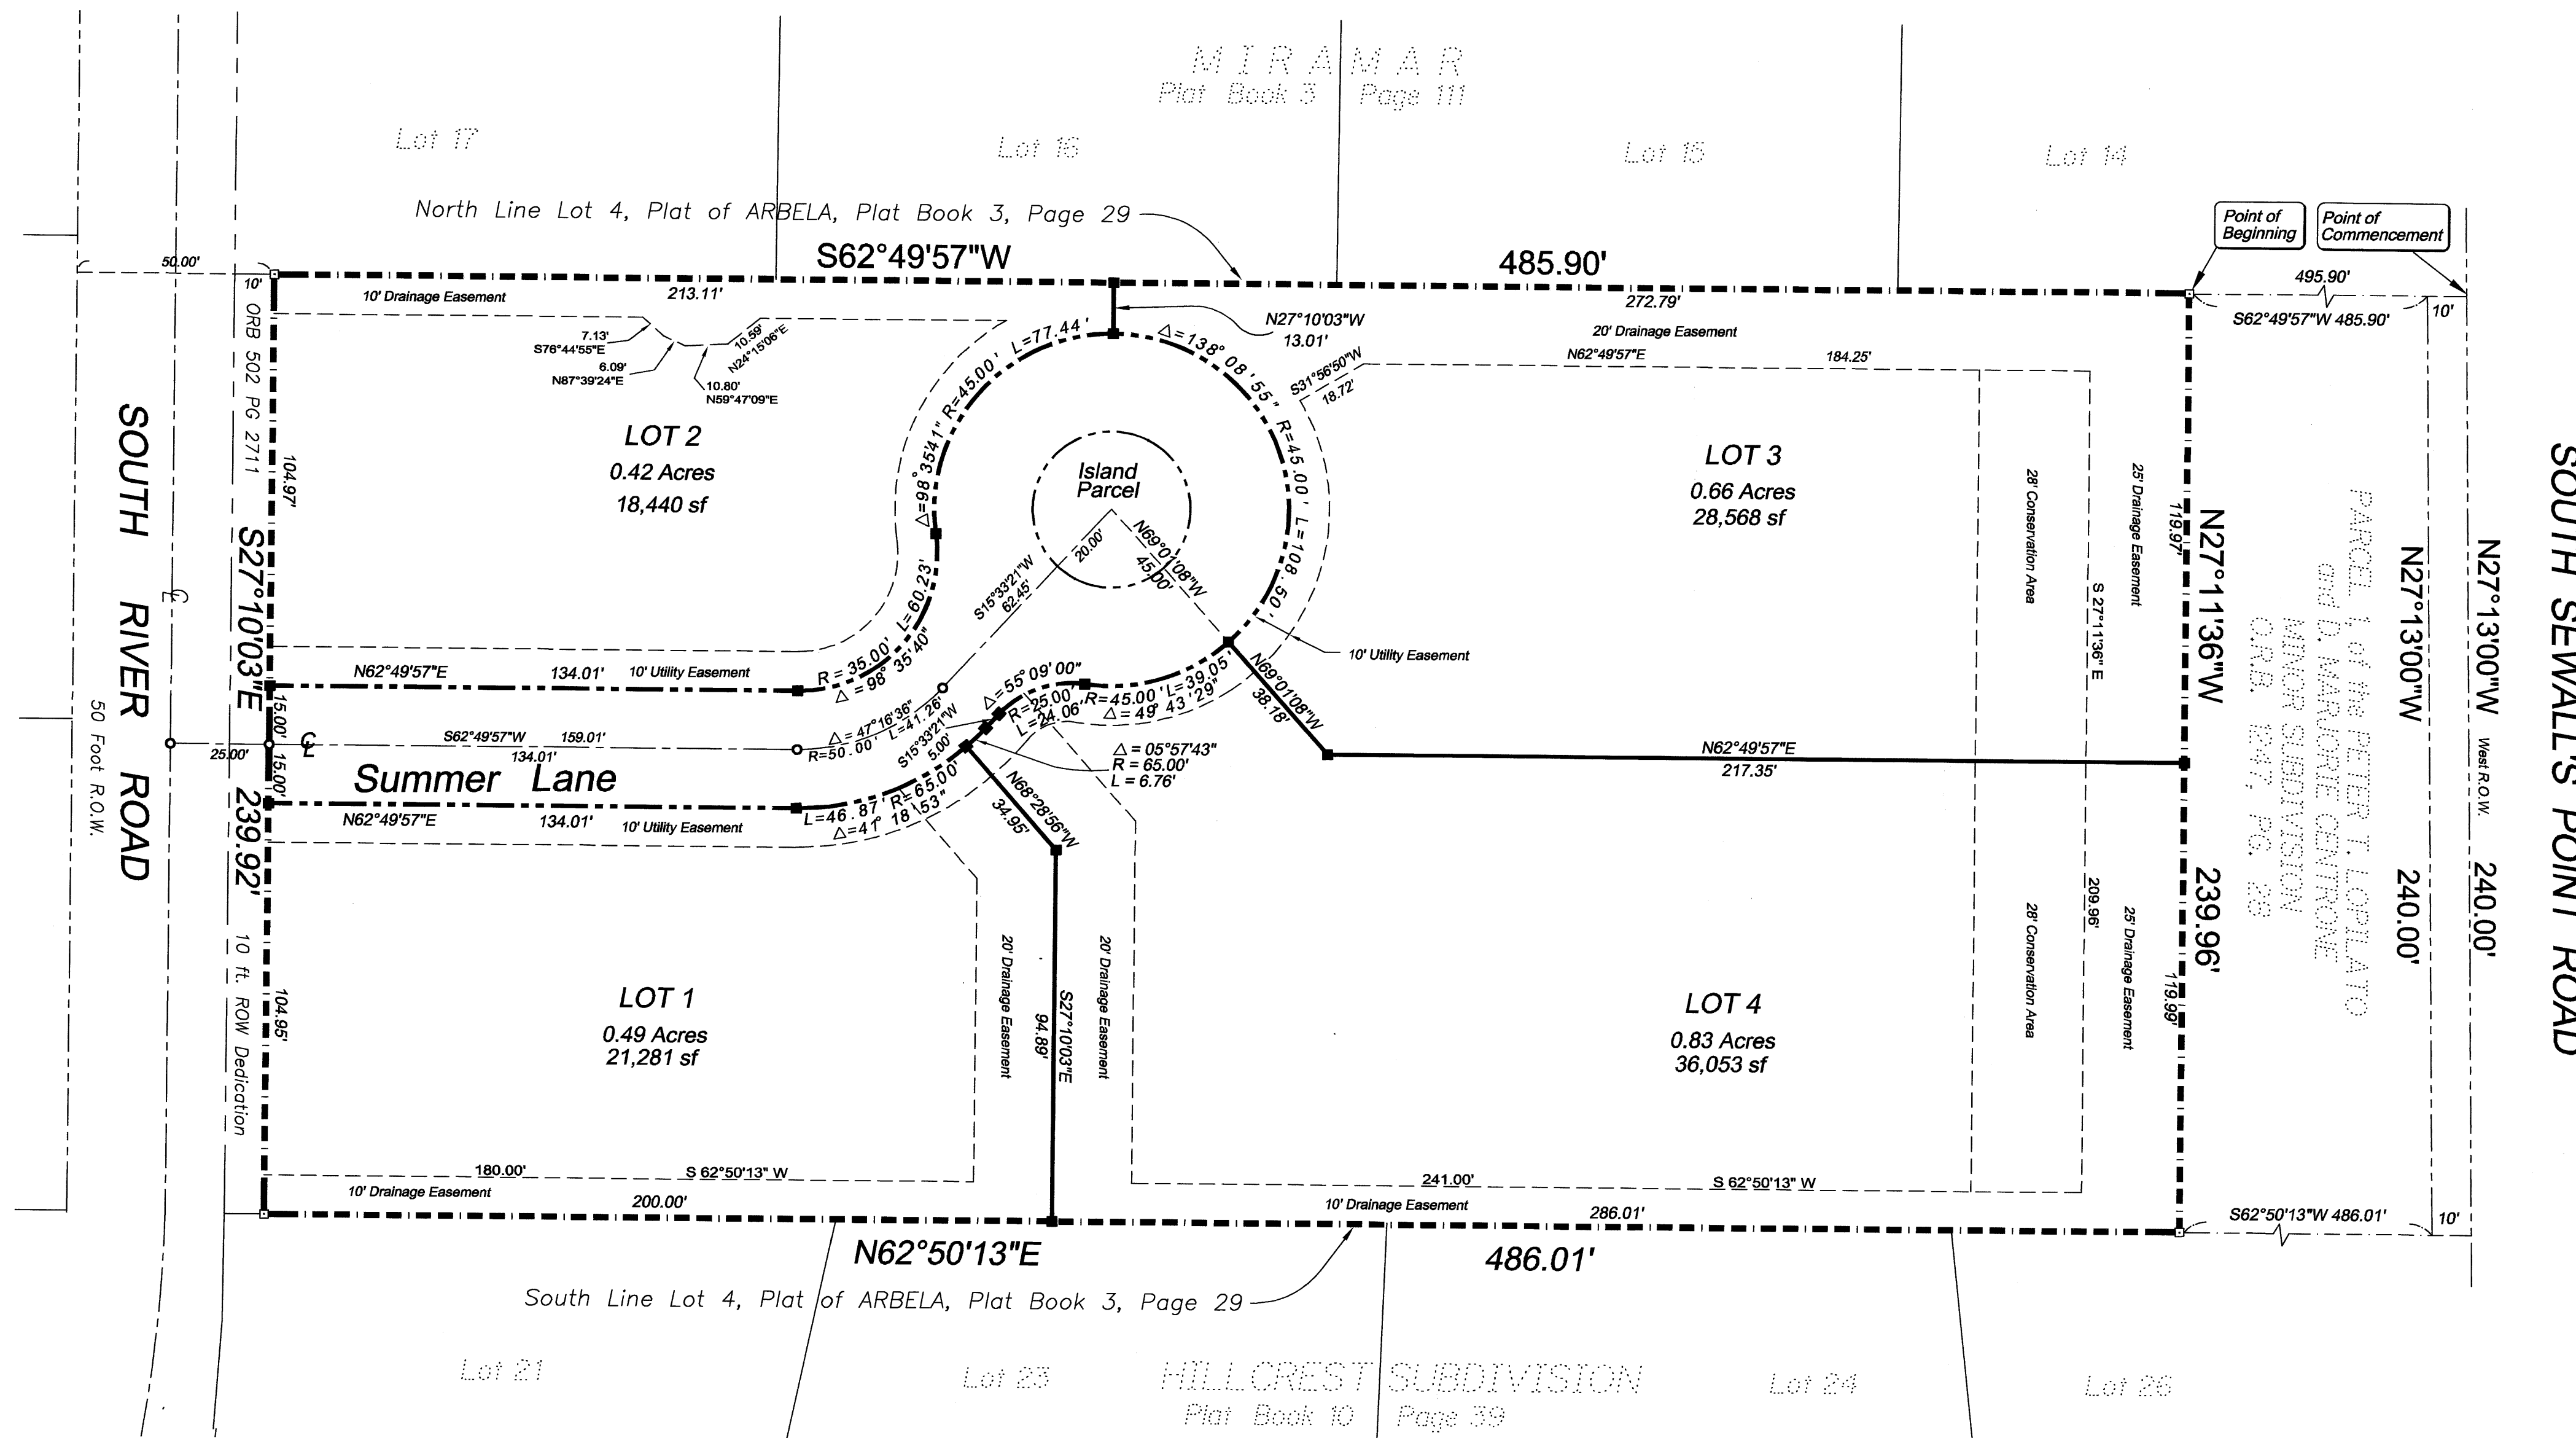 MIRAMAR
Plat Book 3 Page 111
Lot 17
Lot 16
Lot 15
Lot 14
North Line Lot 4, Plat of ARBELA, Plat Book 3, Page 29
Point of
Beginning
Point of
Commencement
50.00'
10'
S62°49'57"W
485.90'
495.90'
S62°49'57"W 485.90'
10'
10' Drainage Easement
213.11'
272.79'
20' Drainage Easement
N27°10'03"W
13.01'
N62°49'57"E
184.25'
S31°56'50"W
18.72'
7.13'
S76°44'55"E
6.09'
N87°39'24"E
10.80'
N59°47'09"E
10.59'
N24°15'06"E
Δ=98°35'41" R=45.00' L=77.44'
Δ=138°08'55" R=45.00' L=108.50'
ORB 502 PG 2711
104.97'
S27°10'03"E
239.92'
LOT 2
0.42 Acres
18,440 sf
Island
Parcel
LOT 3
0.66 Acres
28,568 sf
28' Conservation Area
25' Drainage Easement
S 27°11'36" E
119.97'
N27°11'36"W
239.96'
PARCEL 1, of the PETER T. LOPILATO
and D. MARJORIE CENTRONE
MINOR SUBDIVISION
O.R.B. 1247, PG. 28
N27°13'00"W
240.00'
N27°13'00"W
West R.O.W.
240.00'
SOUTH SEWALL'S POINT ROAD
SOUTH RIVER ROAD
50 Foot R.O.W.
20.00'
N69°01'08"W
45.00'
S15°33'21"W
62.45'
R=35.00' L=60.23'
Δ=98°35'40"
N62°49'57"E
134.01'
10' Utility Easement
10' Utility Easement
15.00'
15.00'
25.00'
S62°49'57"W
159.01'
134.01'
Summer Lane
N62°49'57"E
134.01'
10' Utility Easement
Δ=47°16'36"
R=50.00' L=41.26'
S15°33'21"W
5.00'
Δ=55°09'00"
R=25.00'
L=24.06'
R=45.00' L=39.05'
Δ=49°43'29"
Δ=05°57'43"
R = 65.00'
L = 6.76'
L=46.87' R=65.00'
Δ=41°18'53"
N69°01'08"W
38.18'
N68°28'56"W
34.95'
N62°49'57"E
217.35'
104.95'
10 ft. ROW Dedication
LOT 1
0.49 Acres
21,281 sf
20' Drainage Easement
94.89'
S27°10'03"E
20' Drainage Easement
LOT 4
0.83 Acres
36,053 sf
28' Conservation Area
209.96'
25' Drainage Easement
119.99'
180.00'
S 62°50'13" W
10' Drainage Easement
200.00'
241.00'
S 62°50'13" W
10' Drainage Easement
286.01'
S62°50'13"W 486.01'
10'
N62°50'13"E
486.01'
South Line Lot 4, Plat of ARBELA, Plat Book 3, Page 29
Lot 21
Lot 23
HILLCREST SUBDIVISION
Plat Book 10 Page 39
Lot 24
Lot 26